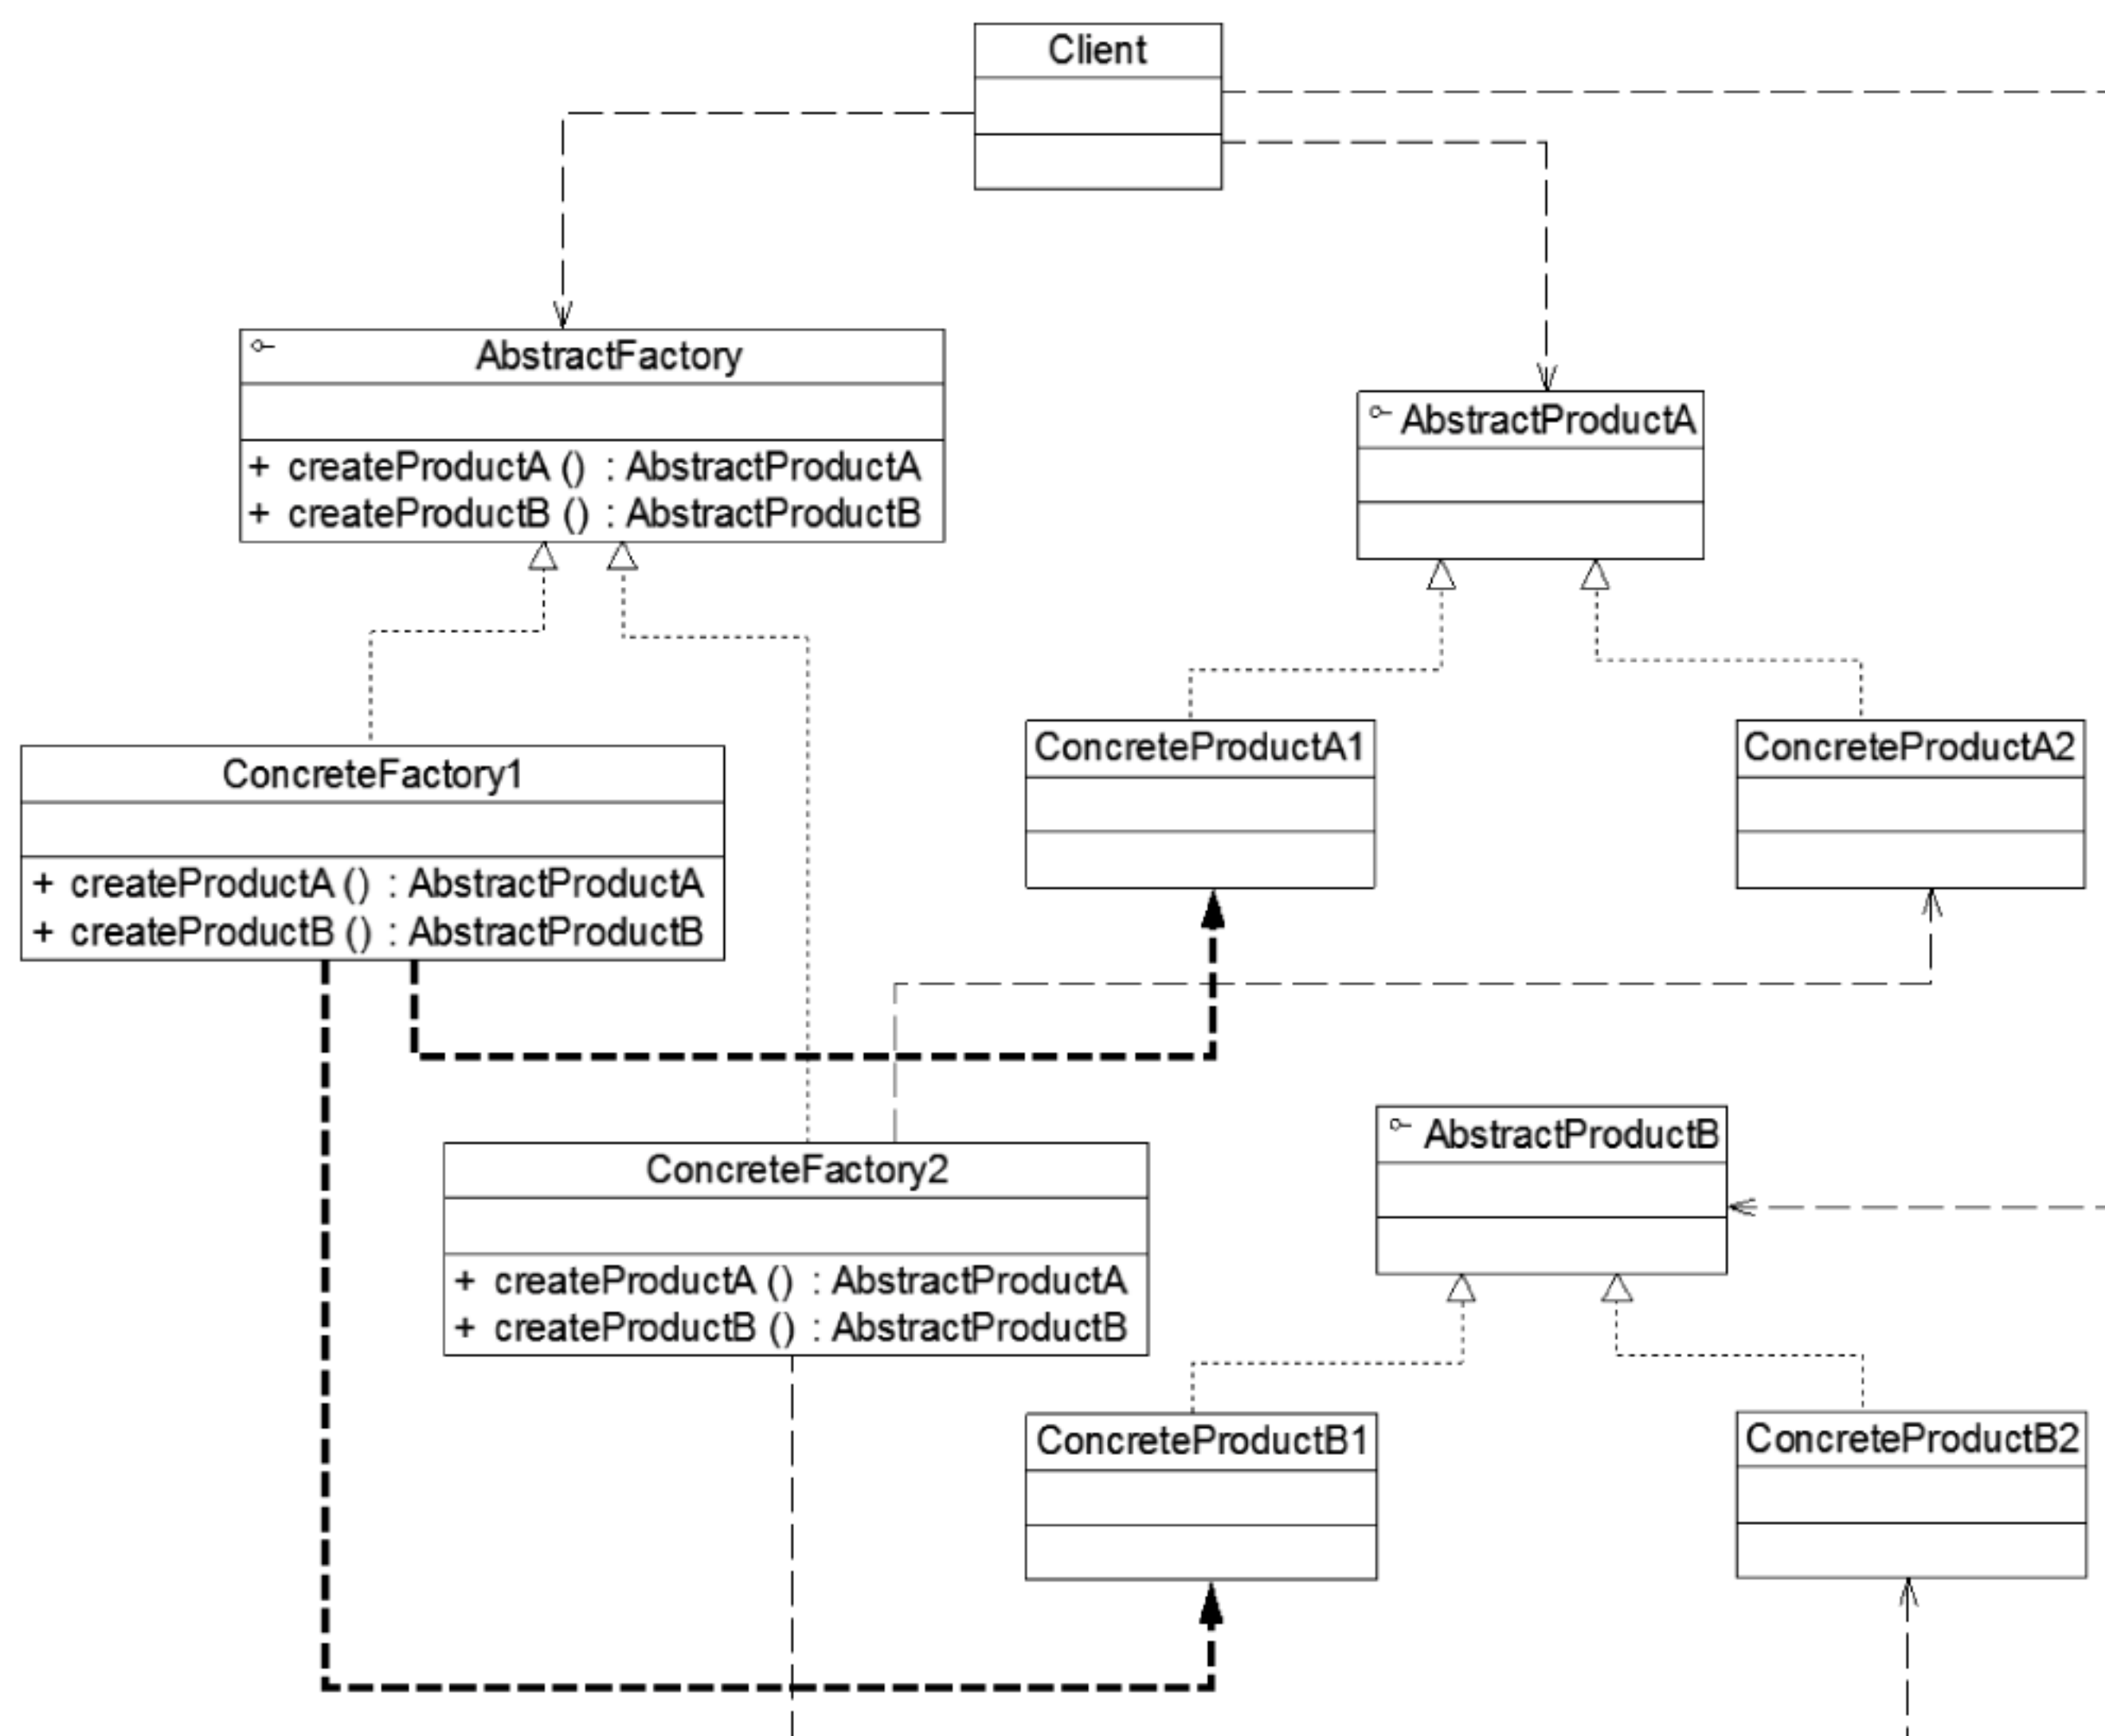 Client
AbstractFactory
+ createProductA () : AbstractProductA
+ createProductB () : AbstractProductB
AbstractProductA
ConcreteFactory1
+ createProductA () : AbstractProductA
+ createProductB () : AbstractProductB
ConcreteProductA1
ConcreteProductA2
ConcreteFactory2
+ createProductA () : AbstractProductA
+ createProductB () : AbstractProductB
AbstractProductB
ConcreteProductB1
ConcreteProductB2